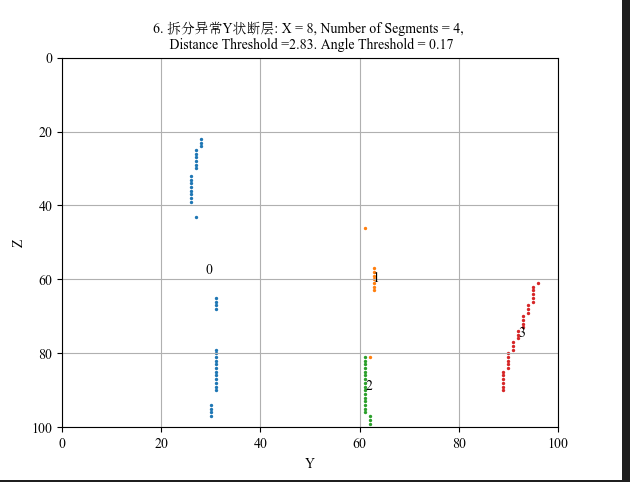 6. 拆分异常Y状断层: X = 8, Number of Segments = 4,
Distance Threshold =2.83. Angle Threshold = 0.17
0
20
40
60
80
100
Z
0
1
2
3
0 20 40 60 80 100
Y